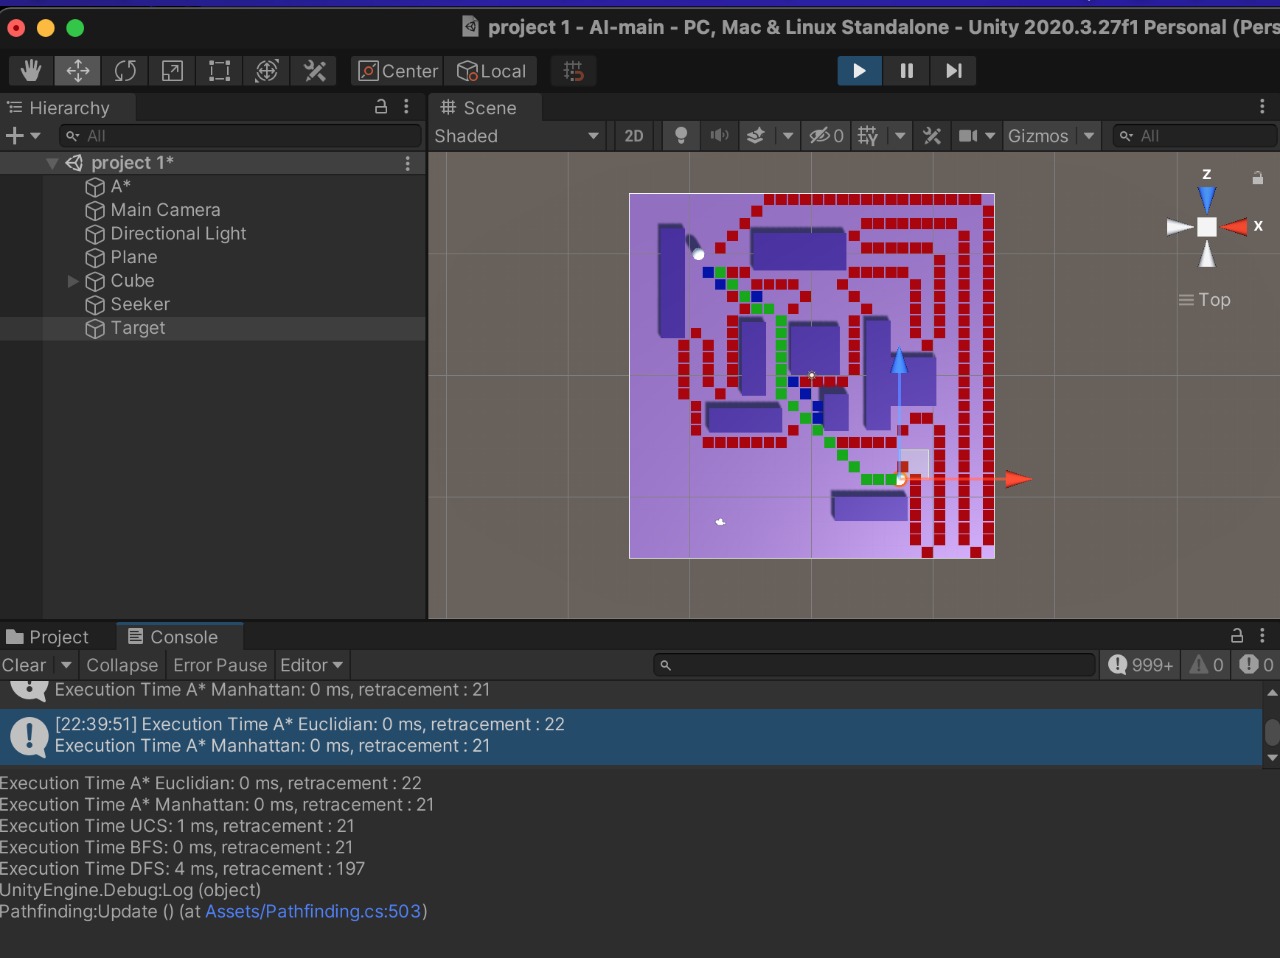 project 1 - AI-main - PC, Mac & Linux Standalone - Unity 2020.3.27f1 Personal (Pers
Center Local
Hierarchy
All
project 1*
A*
Main Camera
Directional Light
Plane
Cube
Seeker
Target
Scene
Shaded 2D 0 Gizmos All
Z
X
Top
Project Console
Clear Collapse Error Pause Editor 999+ 0 0
Execution Time A* Manhattan: 0 ms, retracement : 21
[22:39:51] Execution Time A* Euclidian: 0 ms, retracement : 22
Execution Time A* Manhattan: 0 ms, retracement : 21
Execution Time A* Euclidian: 0 ms, retracement : 22
Execution Time A* Manhattan: 0 ms, retracement : 21
Execution Time UCS: 1 ms, retracement : 21
Execution Time BFS: 0 ms, retracement : 21
Execution Time DFS: 4 ms, retracement : 197
UnityEngine.Debug:Log (object)
Pathfinding:Update () (at Assets/Pathfinding.cs:503)